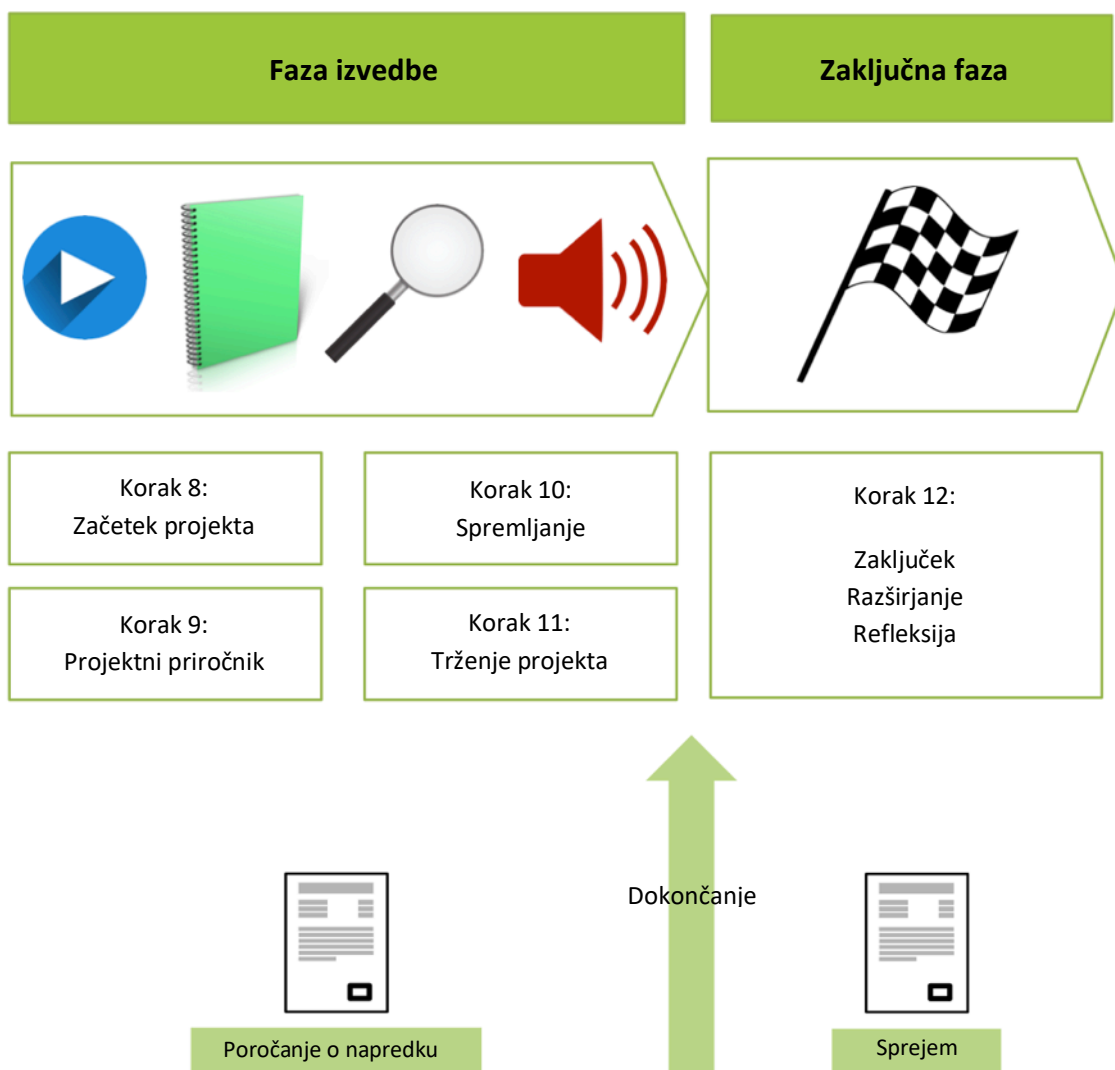 Faza izvedbe
Zaključna faza
Korak 8:
Začetek projekta
Korak 10:
Spremljanje
Korak 9:
Projektni priročnik
Korak 11:
Trženje projekta
Korak 12:
Zaključek
Razširjanje
Refleksija
Dokončanje
Poročanje o napredku
Sprejem